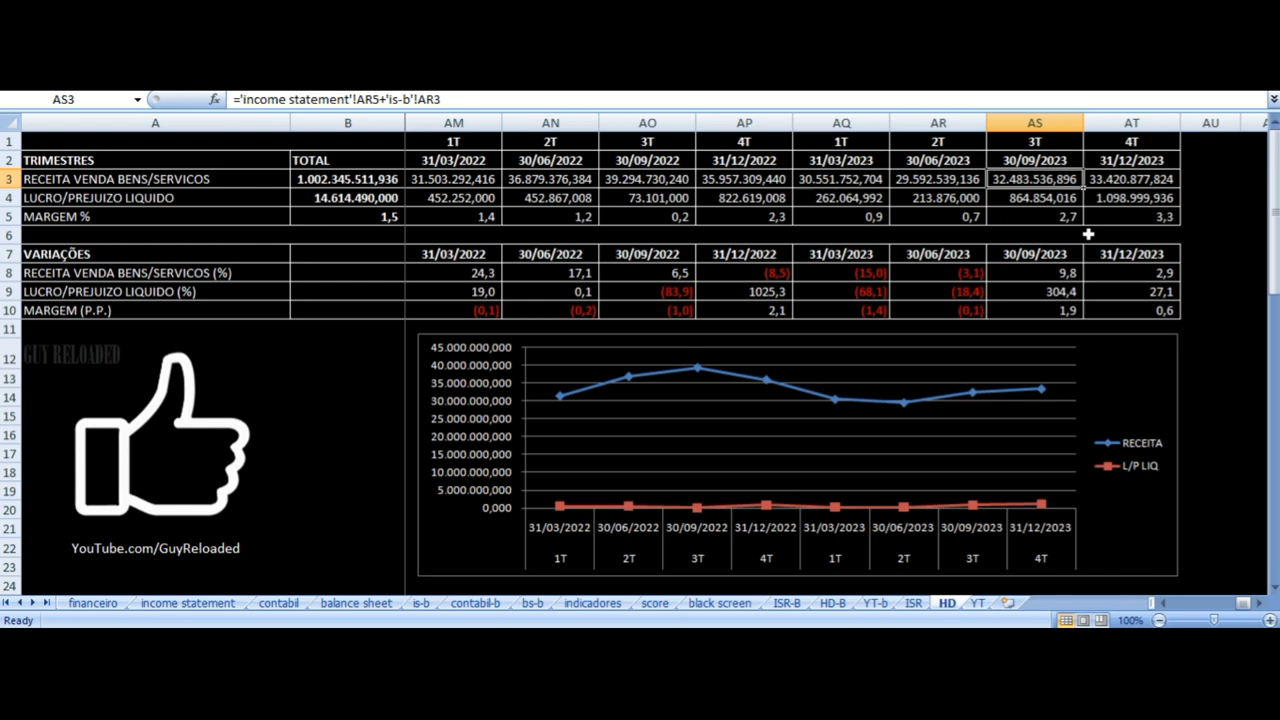 AS3 fx ='income statement'!AR5+'is-b'!AR3
A B AM AN AO AP AQ AR AS AT AU
1 1T 2T 3T 4T 1T 2T 3T 4T
2 TRIMESTRES TOTAL 31/03/2022 30/06/2022 30/09/2022 31/12/2022 31/03/2023 30/06/2023 30/09/2023 31/12/2023
3 RECEITA VENDA BENS/SERVICOS 1.002.345.511,936 31.503.292,416 36.879.376,384 39.294.730,240 35.957.309,440 30.551.752,704 29.592.539,136 32.483.536,896 33.420.877,824
4 LUCRO/PREJUIZO LIQUIDO 14.614.490,000 452.252,000 452.867,008 73.101,000 822.619,008 262.064,992 213.876,000 864.854,016 1.098.999,936
5 MARGEM % 1,5 1,4 1,2 0,2 2,3 0,9 0,7 2,7 3,3
6
7 VARIAÇÕES 31/03/2022 30/06/2022 30/09/2022 31/12/2022 31/03/2023 30/06/2023 30/09/2023 31/12/2023
8 RECEITA VENDA BENS/SERVICOS (%) 24,3 17,1 6,5 (8,5) (15,0) (3,1) 9,8 2,9
9 LUCRO/PREJUIZO LIQUIDO (%) 19,0 0,1 (83,9) 1025,3 (68,1) (18,4) 304,4 27,1
10 MARGEM (P.P.) (0,1) (0,2) (1,0) 2,1 (1,4) (0,1) 1,9 0,6
11
12 GUY RELOADED
13
14
15
16
17
18
19
20
21
22
23
24
YouTube.com/GuyReloaded
45.000.000,000
40.000.000,000
35.000.000,000
30.000.000,000
25.000.000,000
20.000.000,000
15.000.000,000
10.000.000,000
5.000.000,000
0,000
31/03/2022 30/06/2022 30/09/2022 31/12/2022 31/03/2023 30/06/2023 30/09/2023 31/12/2023
1T 2T 3T 4T 1T 2T 3T 4T
RECEITA
L/P LIQ
financeiro income statement contabil balance sheet is-b contabil-b bs-b indicadores score black screen ISR-B HD-B YT-b ISR HD YT
Ready 100%